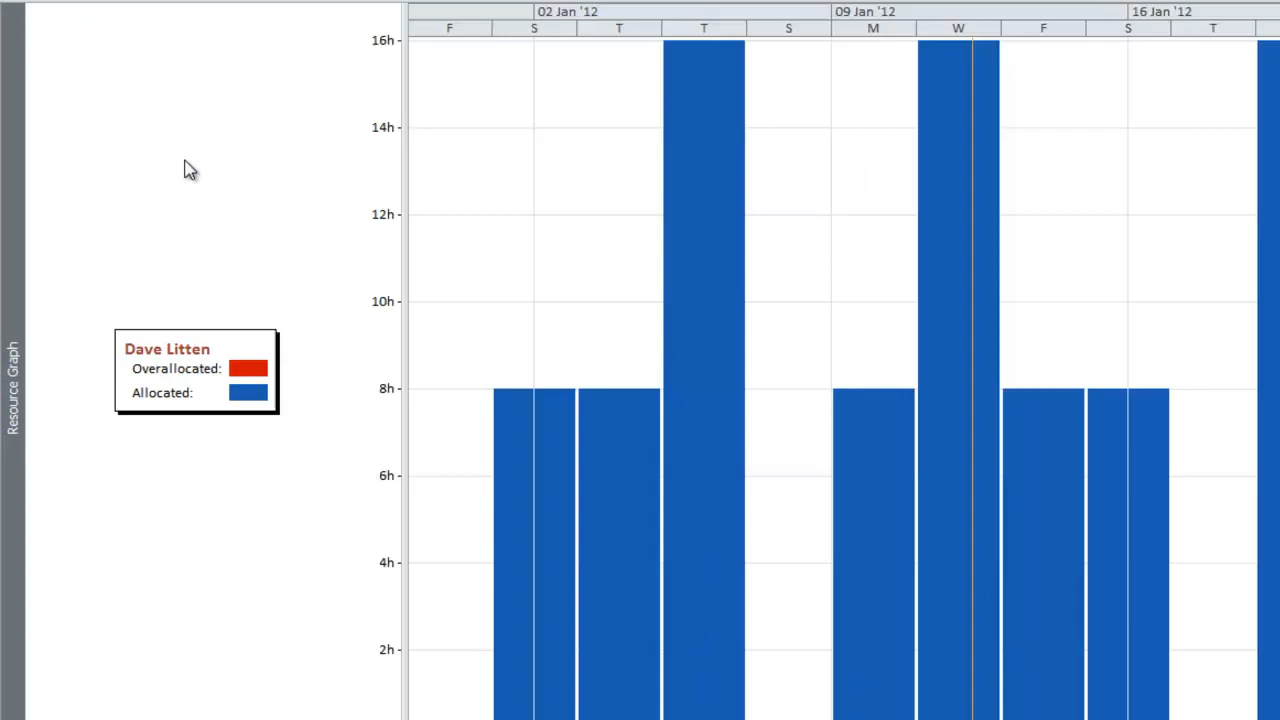 02 Jan '12 09 Jan '12 16 Jan '12
F S T T S M W F S T
16h
14h
12h
10h
8h
6h
4h
2h
Resource Graph
Dave Litten
Overallocated:
Allocated: